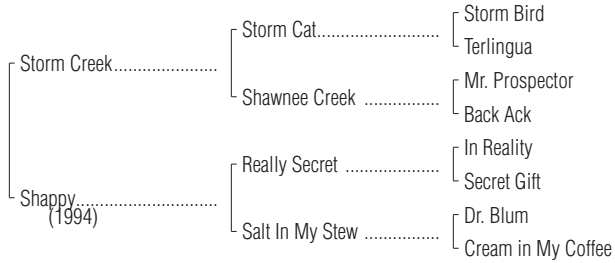 Storm Bird
Storm Cat..............................
Terlingua
Storm Creek.........................
Mr. Prospector
Shawnee Creek ..................
Back Ack
In Reality
Really Secret .......................
Secret Gift
Shappy..................................
(1994)
Dr. Blum
Salt In My Stew ..................
Cream in My Coffee